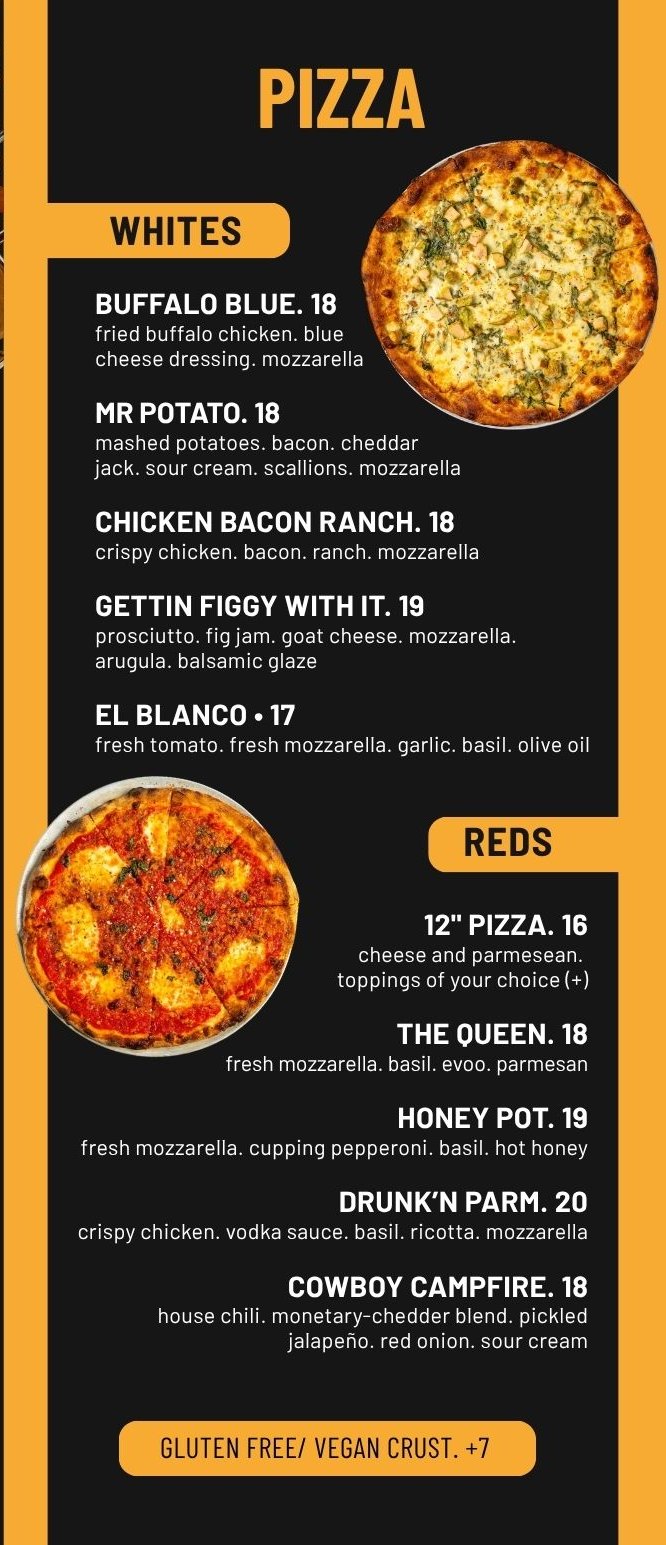 PIZZA
WHITES
BUFFALO BLUE. 18
fried buffalo chicken. blue
cheese dressing. mozzarella
MR POTATO. 18
mashed potatoes. bacon. cheddar
jack. sour cream. scallions. mozzarella
CHICKEN BACON RANCH. 18
crispy chicken. bacon. ranch. mozzarella
GETTIN FIGGY WITH IT. 19
prosciutto. fig jam. goat cheese. mozzarella.
arugula. balsamic glaze
EL BLANCO • 17
fresh tomato. fresh mozzarella. garlic. basil. olive oil
REDS
12" PIZZA. 16
cheese and parmesean.
toppings of your choice (+)
THE QUEEN. 18
fresh mozzarella. basil. evoo. parmesan
HONEY POT. 19
fresh mozzarella. cupping pepperoni. basil. hot honey
DRUNK’N PARM. 20
crispy chicken. vodka sauce. basil. ricotta. mozzarella
COWBOY CAMPFIRE. 18
house chili. monetary-chedder blend. pickled
jalapeño. red onion. sour cream
GLUTEN FREE/ VEGAN CRUST. +7